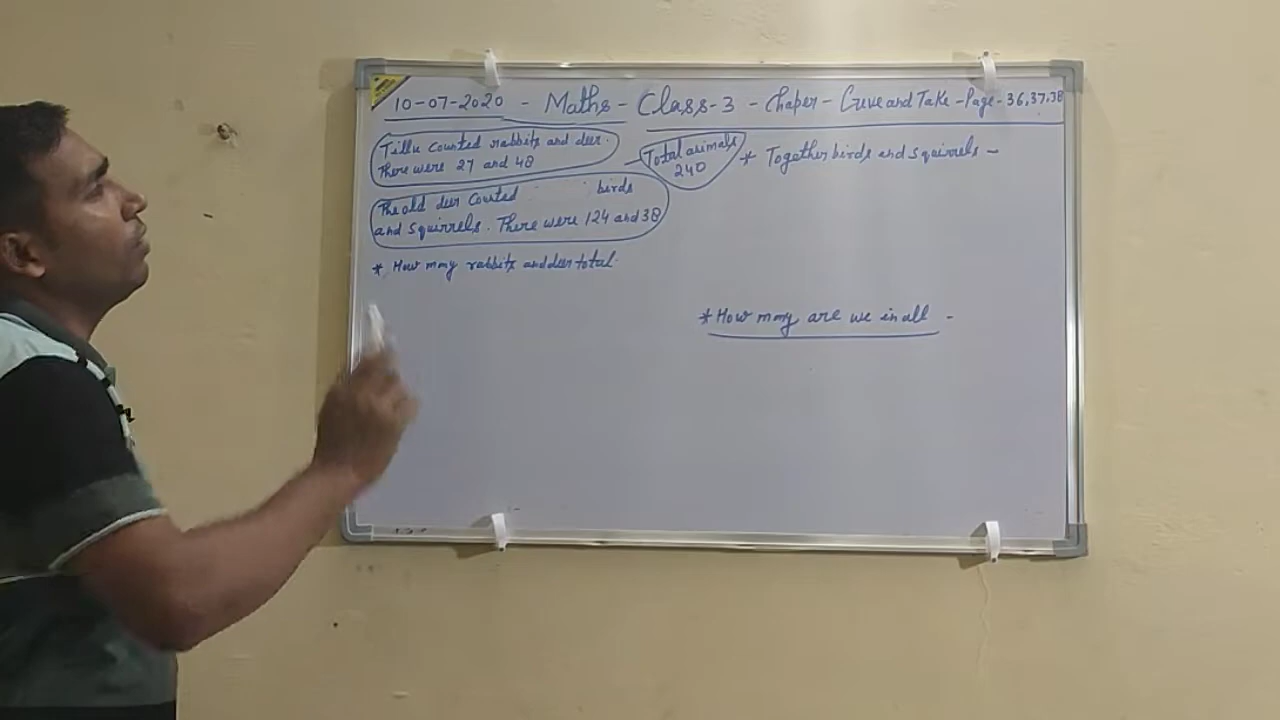 10-07-2020 - Maths - Class-3 - Chaper - Give and Take - Page - 36,37,38
Tillu Counted rabbits and deer.
There were 27 and 48
Total animals
240
The old deer Counted birds
and squirrels. There were 124 and 38
* How many rabbits and deer total.
* Together birds and squirrels -
* How many are we in all -